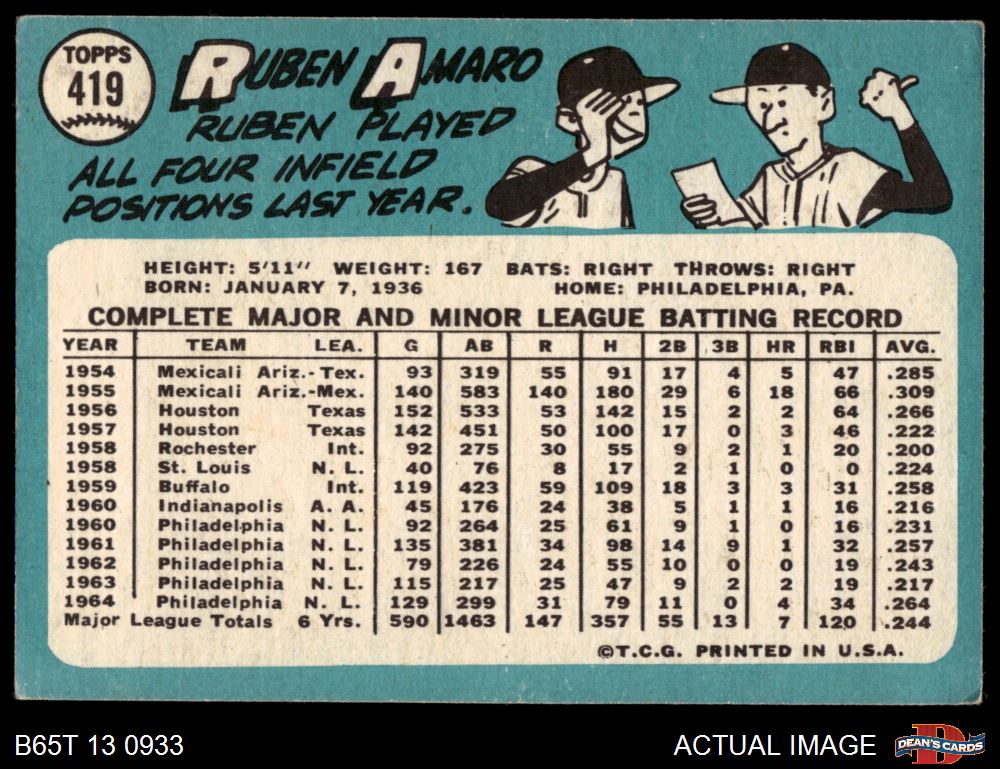 TOPPS
419
RUBEN AMARO
RUBEN PLAYED
ALL FOUR INFIELD
POSITIONS LAST YEAR.
HEIGHT: 5'11" WEIGHT: 167 BATS: RIGHT THROWS: RIGHT
BORN: JANUARY 7, 1936 HOME: PHILADELPHIA, PA.
COMPLETE MAJOR AND MINOR LEAGUE BATTING RECORD
YEAR TEAM LEA. G AB R H 2B 3B HR RBI AVG.
1954 Mexicali Ariz.-Tex. 93 319 55 91 17 4 5 47 .285
1955 Mexicali Ariz.-Mex. 140 583 140 180 29 6 18 66 .309
1956 Houston Texas 152 533 53 142 15 2 2 64 .266
1957 Houston Texas 142 451 50 100 17 0 3 46 .222
1958 Rochester Int. 92 275 30 55 9 2 1 20 .200
1958 St. Louis N. L. 40 76 8 17 2 1 0 0 .224
1959 Buffalo Int. 119 423 59 109 18 3 3 31 .258
1960 Indianapolis A. A. 45 176 24 38 5 1 1 16 .216
1960 Philadelphia N. L. 92 264 25 61 9 1 0 16 .231
1961 Philadelphia N. L. 135 381 34 98 14 9 1 32 .257
1962 Philadelphia N. L. 79 226 24 55 10 0 0 19 .243
1963 Philadelphia N. L. 115 217 25 47 9 2 2 19 .217
1964 Philadelphia N. L. 129 299 31 79 11 0 4 34 .264
Major League Totals 6 Yrs. 590 1463 147 357 55 13 7 120 .244
©T.C.G. PRINTED IN U.S.A.
B65T 13 0933 ACTUAL IMAGE
D
DEAN'S CARDS